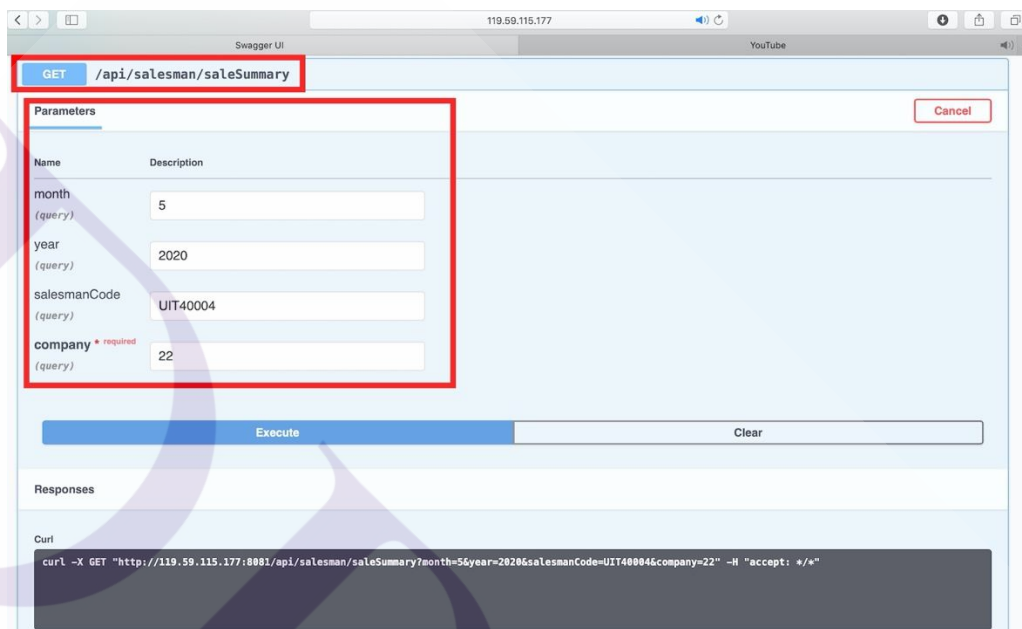 119.59.115.177
Swagger UI
YouTube
GET /api/salesman/saleSummary
Parameters
Cancel
Name Description
month
(query)
5
year
(query)
2020
salesmanCode
(query)
UIT40004
company * required
(query)
22
Execute
Clear
Responses
Curl
curl -X GET "http://119.59.115.177:8081/api/salesman/saleSummary?month=5&year=2020&salesmanCode=UIT40004&company=22" -H "accept: */*"